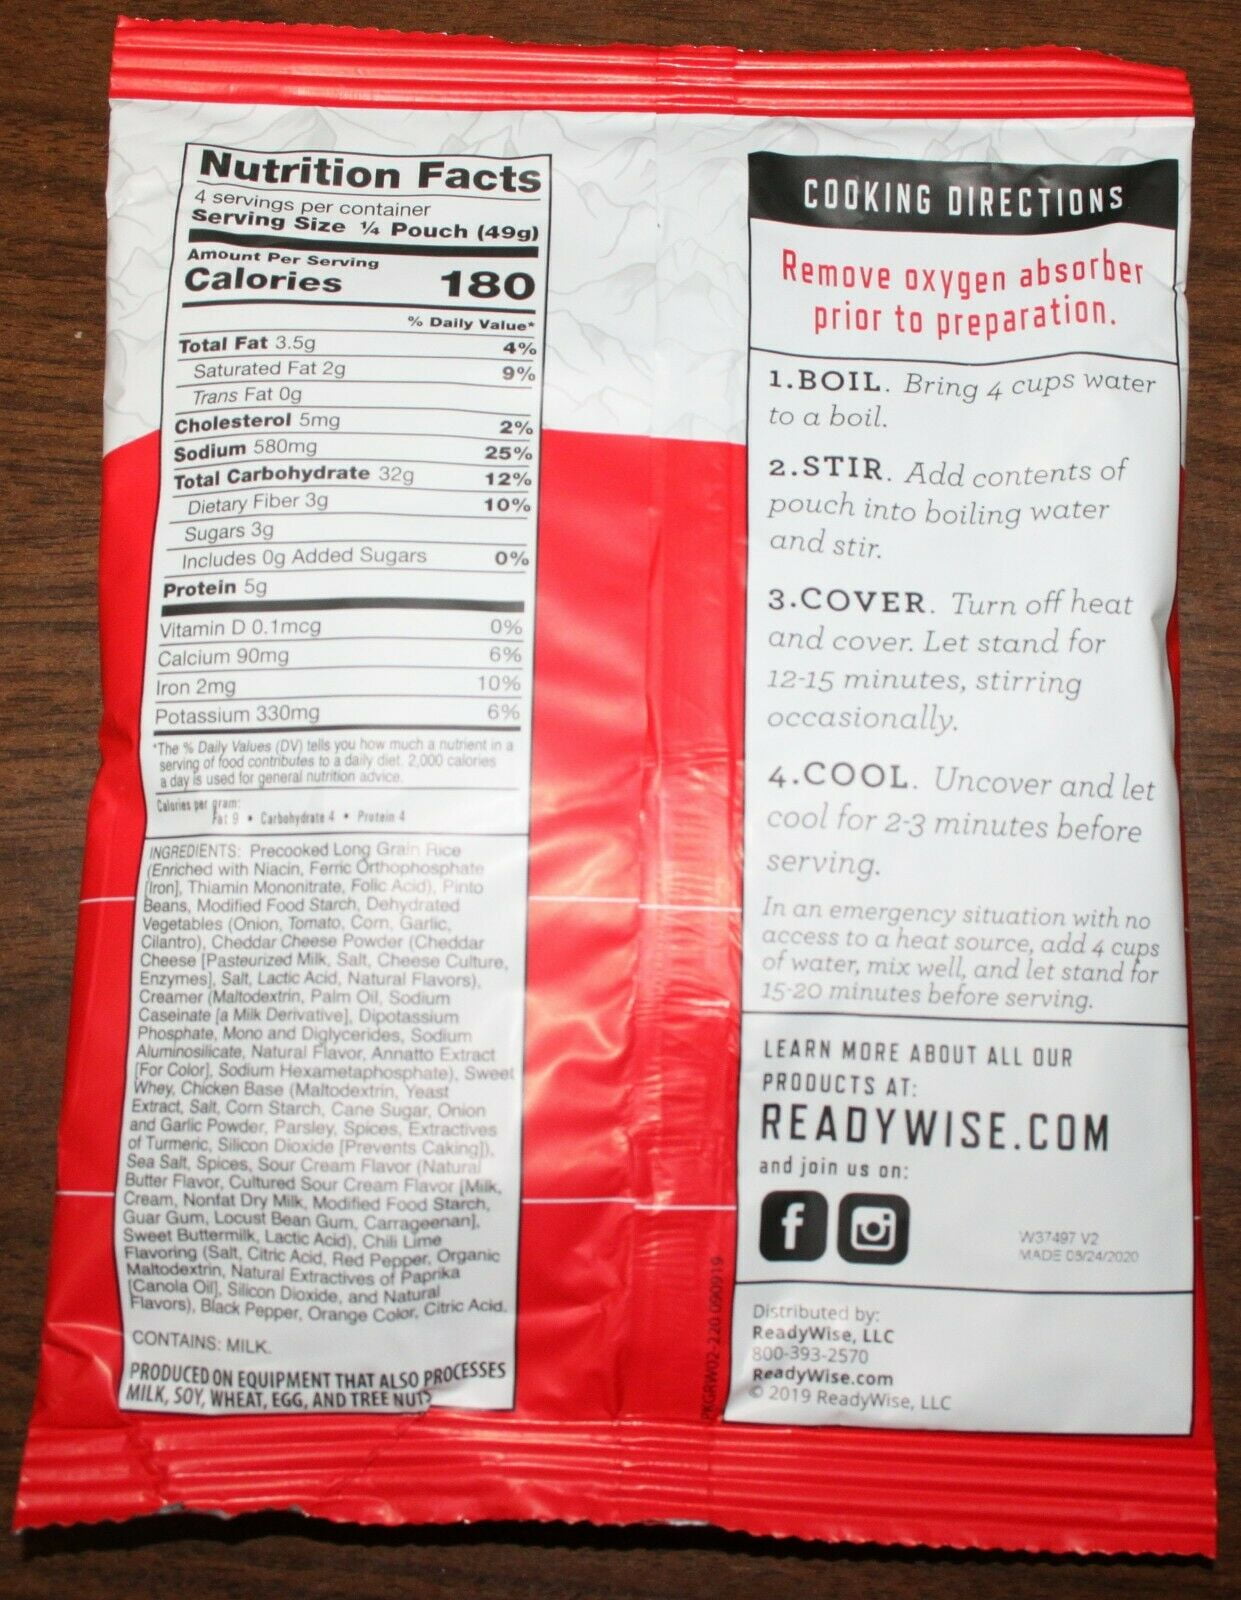 Nutrition Facts
4 servings per container
Serving Size ¼ Pouch (49g)
Amount Per Serving
Calories 180
% Daily Value*
Total Fat 3.5g 4%
Saturated Fat 2g 9%
Trans Fat 0g
Cholesterol 5mg 2%
Sodium 580mg 25%
Total Carbohydrate 32g 12%
Dietary Fiber 3g 10%
Sugars 3g
Includes 0g Added Sugars 0%
Protein 5g
Vitamin D 0.1mcg 0%
Calcium 90mg 6%
Iron 2mg 10%
Potassium 330mg 6%
*The % Daily Values (DV) tells you how much a nutrient in a
serving of food contributes to a daily diet. 2,000 calories
a day is used for general nutrition advice.
Calories per gram:
Fat 9 • Carbohydrate 4 • Protein 4
INGREDIENTS: Precooked Long Grain Rice
(Enriched with Niacin, Ferric Orthophosphate
[Iron], Thiamin Mononitrate, Folic Acid), Pinto
Beans, Modified Food Starch, Dehydrated
Vegetables (Onion, Tomato, Corn, Garlic,
Cilantro), Cheddar Cheese Powder (Cheddar
Cheese [Pasteurized Milk, Salt, Cheese Culture,
Enzymes], Salt, Lactic Acid, Natural Flavors),
Creamer (Maltodextrin, Palm Oil, Sodium
Caseinate [a Milk Derivative], Dipotassium
Phosphate, Mono and Diglycerides, Sodium
Aluminosilicate, Natural Flavor, Annatto Extract
[For Color], Sodium Hexametaphosphate), Sweet
Whey, Chicken Base (Maltodextrin, Yeast
Extract, Salt, Corn Starch, Cane Sugar, Onion
and Garlic Powder, Parsley, Spices, Extractives
of Turmeric, Silicon Dioxide [Prevents Caking]),
Sea Salt, Spices, Sour Cream Flavor (Natural
Butter Flavor, Cultured Sour Cream Flavor [Milk,
Cream, Nonfat Dry Milk, Modified Food Starch,
Guar Gum, Locust Bean Gum, Carrageenan],
Sweet Buttermilk, Lactic Acid), Chili Lime
Flavoring (Salt, Citric Acid, Red Pepper, Organic
Maltodextrin, Natural Extractives of Paprika
[Canola Oil], Silicon Dioxide, and Natural
Flavors), Black Pepper, Orange Color, Citric Acid.
CONTAINS: MILK.
PRODUCED ON EQUIPMENT THAT ALSO PROCESSES
MILK, SOY, WHEAT, EGG, AND TREE NUTS
PKGRW02-220 090919
COOKING DIRECTIONS
Remove oxygen absorber
prior to preparation.
1.BOIL. Bring 4 cups water
to a boil.
2.STIR. Add contents of
pouch into boiling water
and stir.
3.COVER. Turn off heat
and cover. Let stand for
12-15 minutes, stirring
occasionally.
4.COOL. Uncover and let
cool for 2-3 minutes before
serving.
In an emergency situation with no
access to a heat source, add 4 cups
of water, mix well, and let stand for
15-20 minutes before serving.
LEARN MORE ABOUT ALL OUR
PRODUCTS AT:
READYWISE.COM
and join us on:
f
W37497 V2
MADE 03/24/2020
Distributed by:
ReadyWise, LLC
800-393-2570
ReadyWise.com
© 2019 ReadyWise, LLC